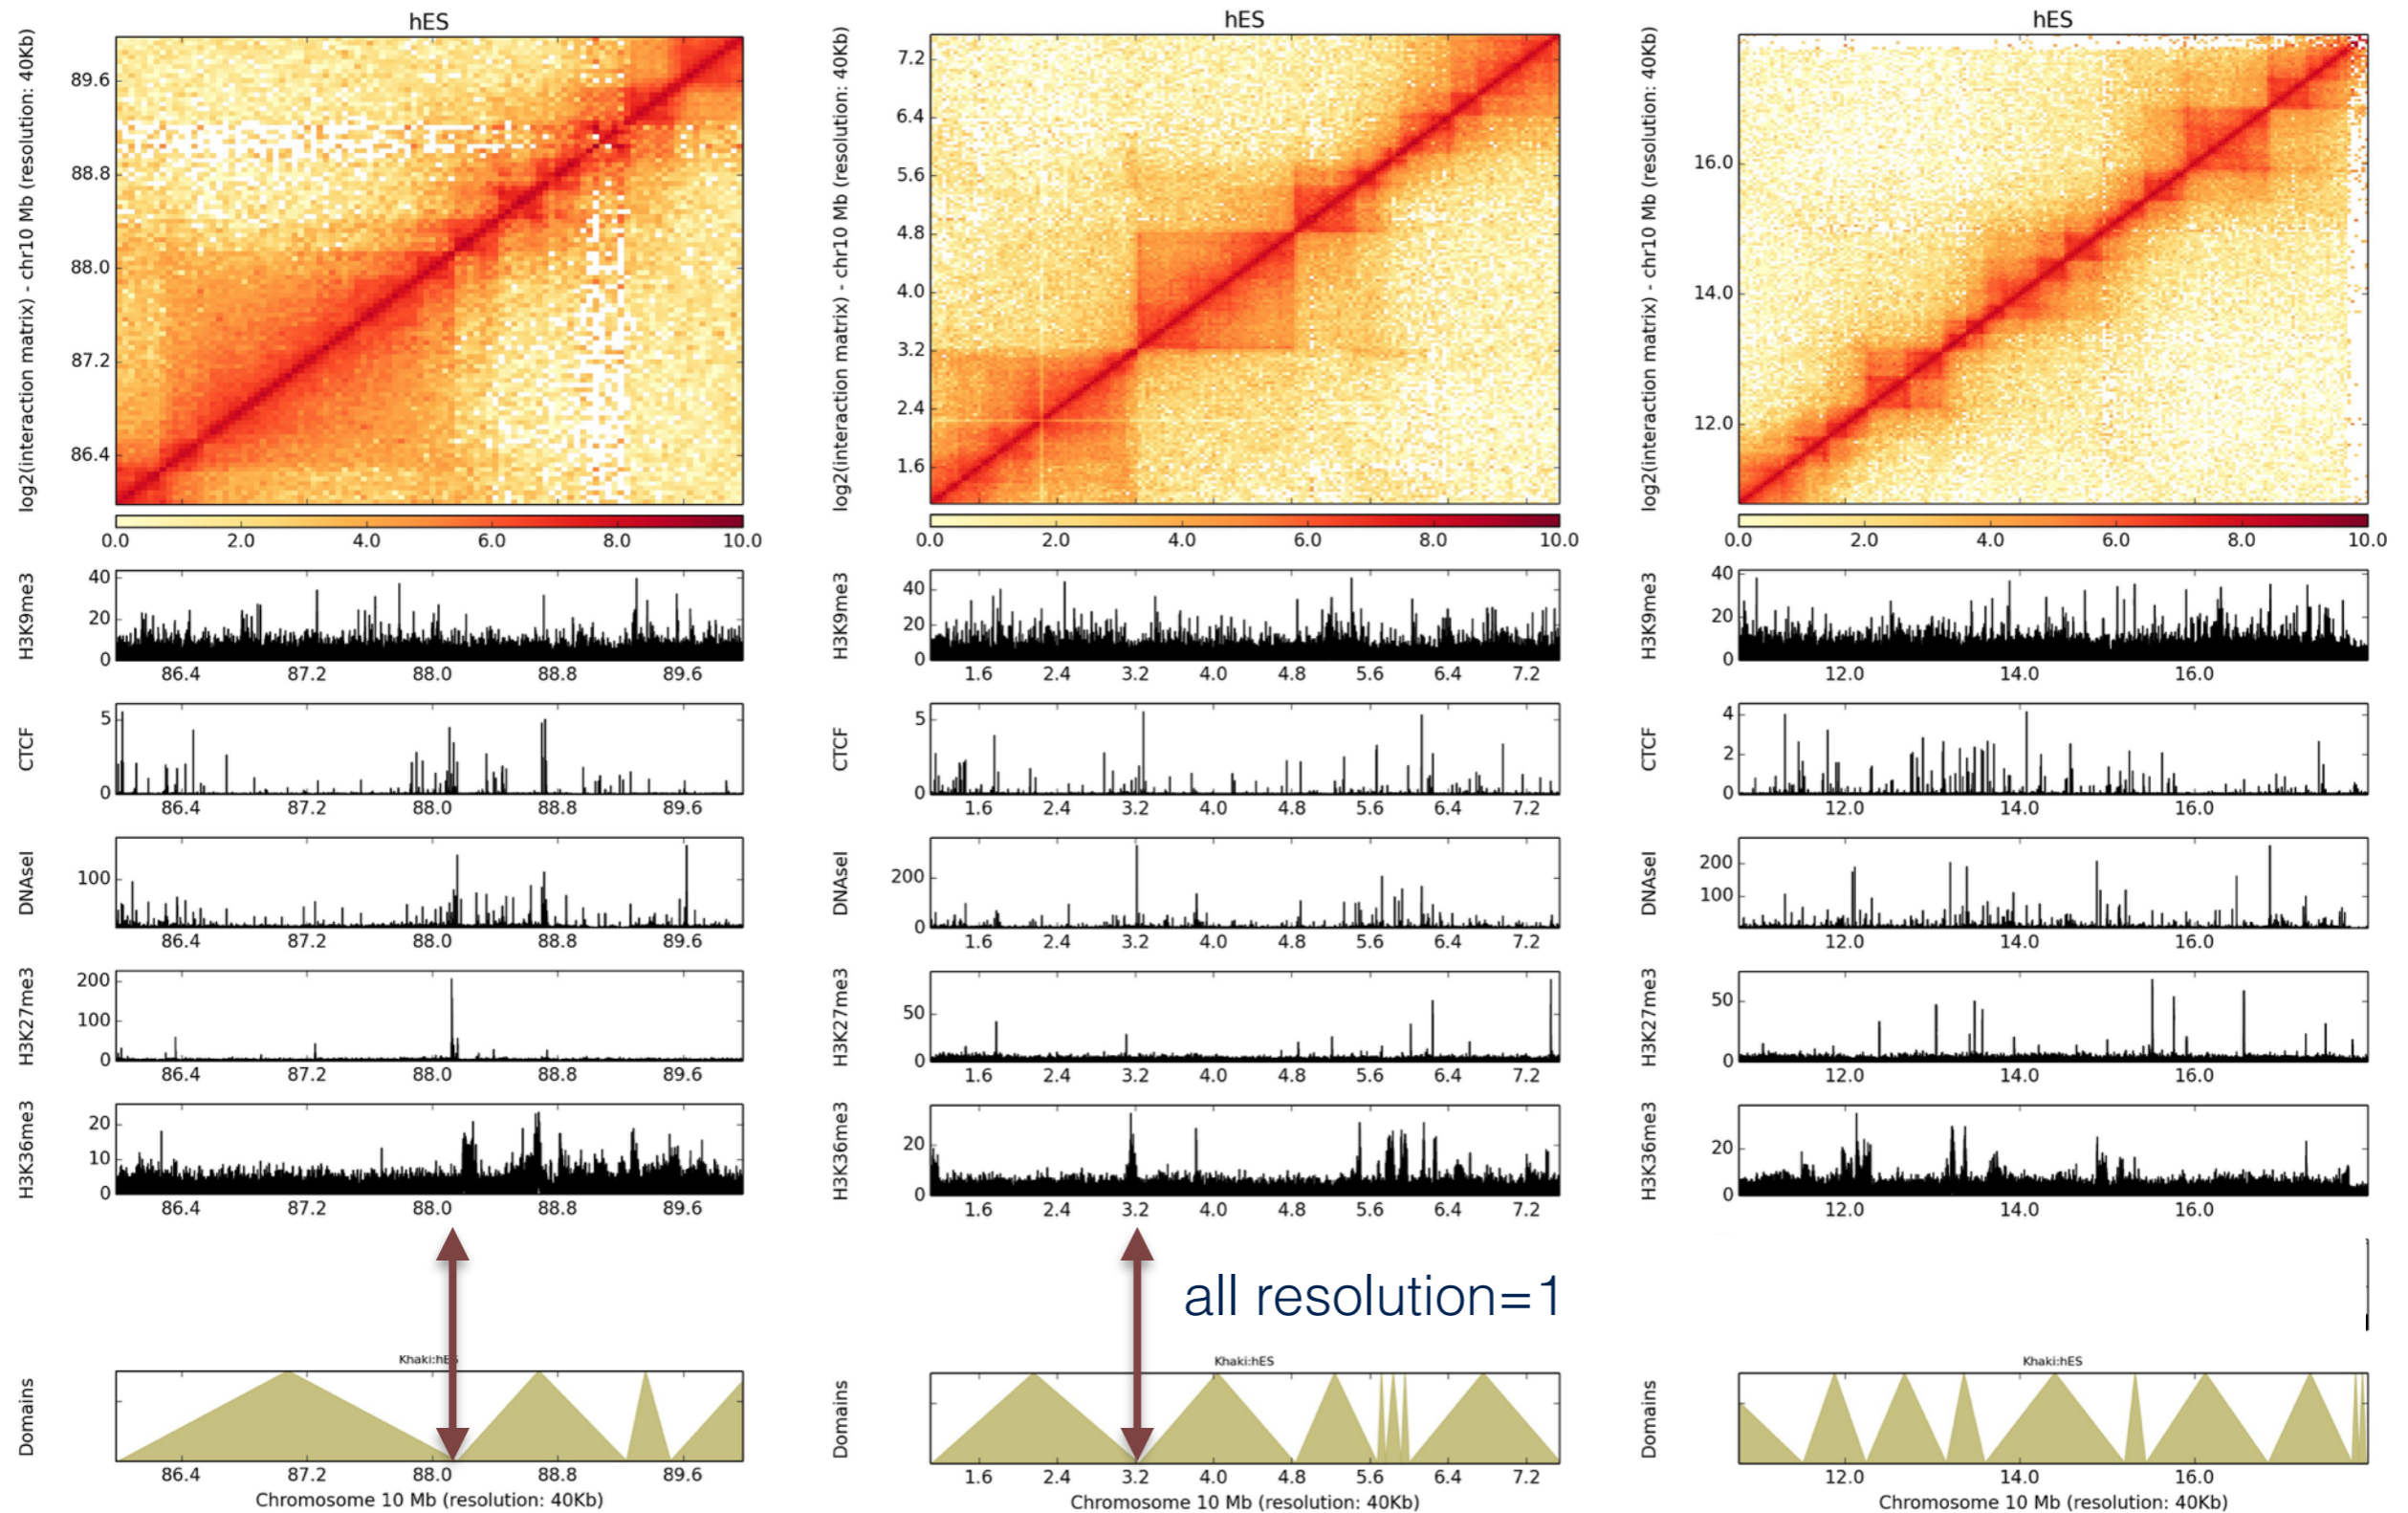 hES
log2(interaction matrix) - chr10 Mb (resolution: 40Kb)
89.6
88.8
88.0
87.2
86.4
0.0 2.0 4.0 6.0 8.0 10.0
H3K9me3
40
20
0
86.4 87.2 88.0 88.8 89.6
CTCF
5
0
86.4 87.2 88.0 88.8 89.6
DNAseI
100
86.4 87.2 88.0 88.8 89.6
H3K27me3
200
100
0
86.4 87.2 88.0 88.8 89.6
H3K36me3
20
10
0
86.4 87.2 88.0 88.8 89.6
Khaki:hES
Domains
86.4 87.2 88.0 88.8 89.6
Chromosome 10 Mb (resolution: 40Kb)
hES
log2(interaction matrix) - chr10 Mb (resolution: 40Kb)
7.2
6.4
5.6
4.8
4.0
3.2
2.4
1.6
0.0 2.0 4.0 6.0 8.0 10.0
H3K9me3
40
20
0
1.6 2.4 3.2 4.0 4.8 5.6 6.4 7.2
CTCF
5
0
1.6 2.4 3.2 4.0 4.8 5.6 6.4 7.2
DNAseI
200
0
1.6 2.4 3.2 4.0 4.8 5.6 6.4 7.2
H3K27me3
50
0
1.6 2.4 3.2 4.0 4.8 5.6 6.4 7.2
H3K36me3
20
0
1.6 2.4 3.2 4.0 4.8 5.6 6.4 7.2
all resolution=1
Khaki:hES
Domains
1.6 2.4 3.2 4.0 4.8 5.6 6.4 7.2
Chromosome 10 Mb (resolution: 40Kb)
hES
log2(interaction matrix) - chr10 Mb (resolution: 40Kb)
16.0
14.0
12.0
0.0 2.0 4.0 6.0 8.0 10.0
H3K9me3
40
20
0
12.0 14.0 16.0
CTCF
4
2
0
12.0 14.0 16.0
DNAseI
200
100
12.0 14.0 16.0
H3K27me3
50
0
12.0 14.0 16.0
H3K36me3
20
0
12.0 14.0 16.0
Khaki:hES
Domains
12.0 14.0 16.0
Chromosome 10 Mb (resolution: 40Kb)